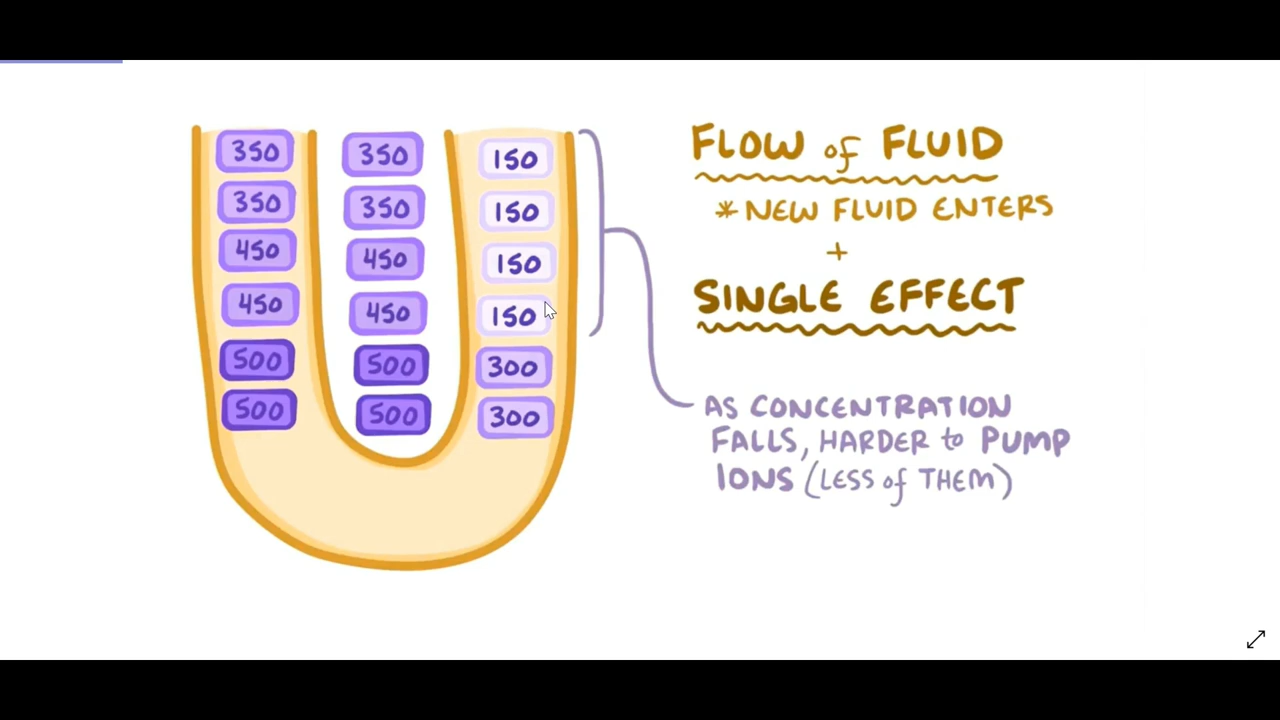 350 350 150
350 350 150
450 450 150
450 450 150
500 500 300
500 500 300
FLOW of FLUID
*NEW FLUID ENTERS
+
SINGLE EFFECT
AS CONCENTRATION
FALLS, HARDER to PUMP
IONS (LESS of THEM)